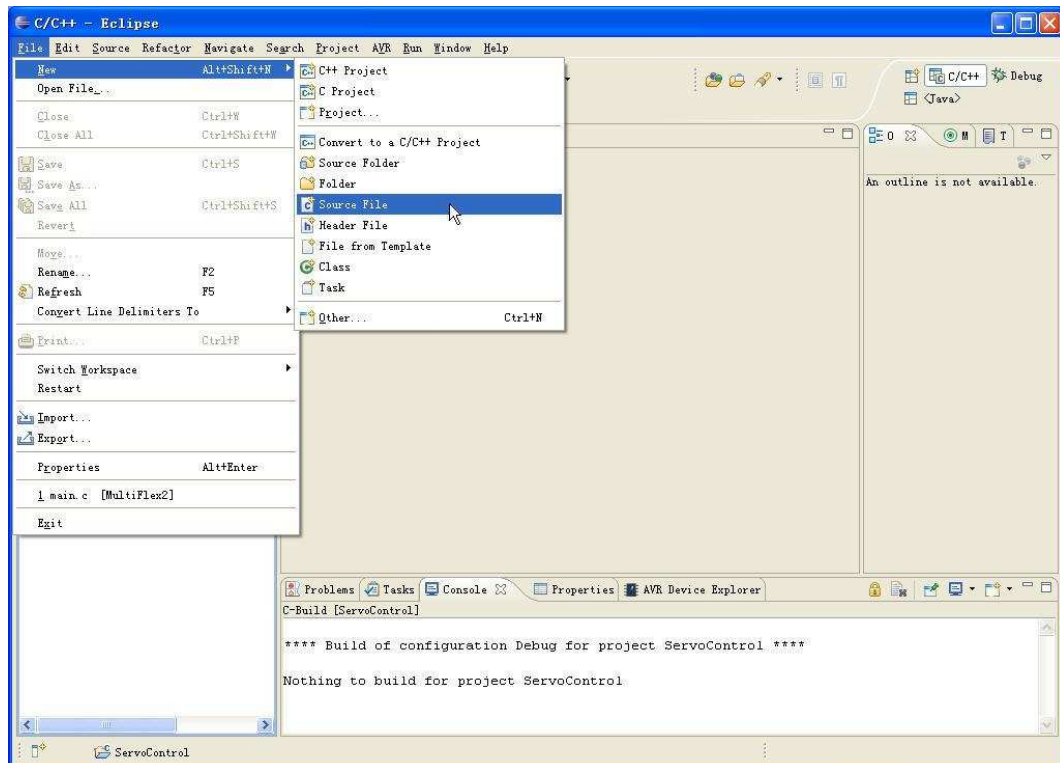 C/C++ - Eclipse
File Edit Source Refactor Navigate Search Project AVR Run Window Help
New Alt+Shift+N
Open File...
Close Ctrl+W
Close All Ctrl+Shift+W
Save Ctrl+S
Save As...
Save All Ctrl+Shift+S
Revert
Move...
Rename... F2
Refresh F5
Convert Line Delimiters To
Print... Ctrl+P
Switch Workspace
Restart
Import...
Export...
Properties Alt+Enter
1 main.c [MultiFlex2]
Exit
C++ Project
C Project
Project...
Convert to a C/C++ Project
Source Folder
Folder
Source File
Header File
File from Template
Class
Task
Other... Ctrl+N
C/C++ Debug
<Java>
O M T
An outline is not available.
Problems Tasks Console Properties AVR Device Explorer
C-Build [ServoControl]
**** Build of configuration Debug for project ServoControl ****
Nothing to build for project ServoControl
ServoControl